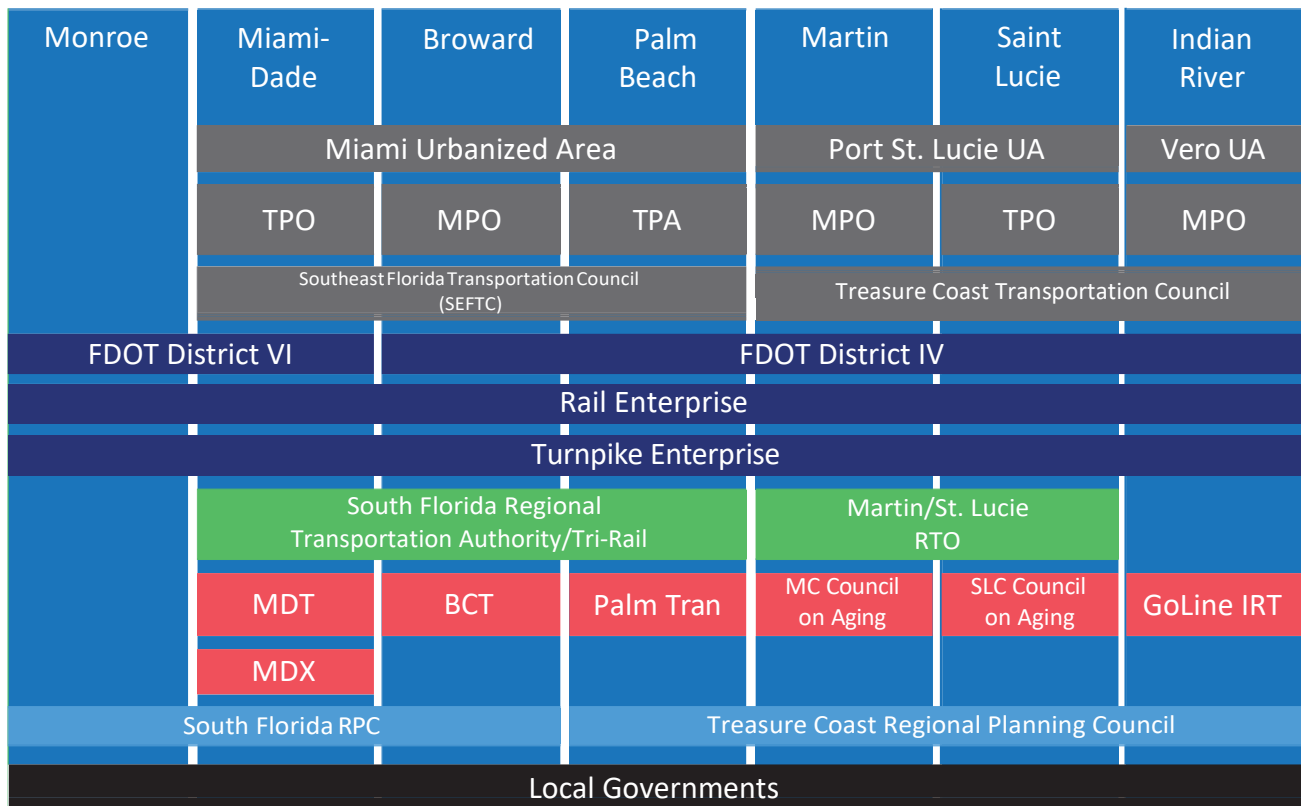 Monroe
Miami-
Dade
Broward
Palm
Beach
Martin
Saint
Lucie
Indian
River
Miami Urbanized Area
Port St. Lucie UA
Vero UA
TPO
MPO
TPA
MPO
TPO
MPO
Southeast Florida Transportation Council
(SEFTC)
Treasure Coast Transportation Council
FDOT District VI
FDOT District IV
Rail Enterprise
Turnpike Enterprise
South Florida Regional
Transportation Authority/Tri-Rail
Martin/St. Lucie
RTO
MDT
BCT
Palm Tran
MC Council
on Aging
SLC Council
on Aging
GoLine IRT
MDX
South Florida RPC
Treasure Coast Regional Planning Council
Local Governments